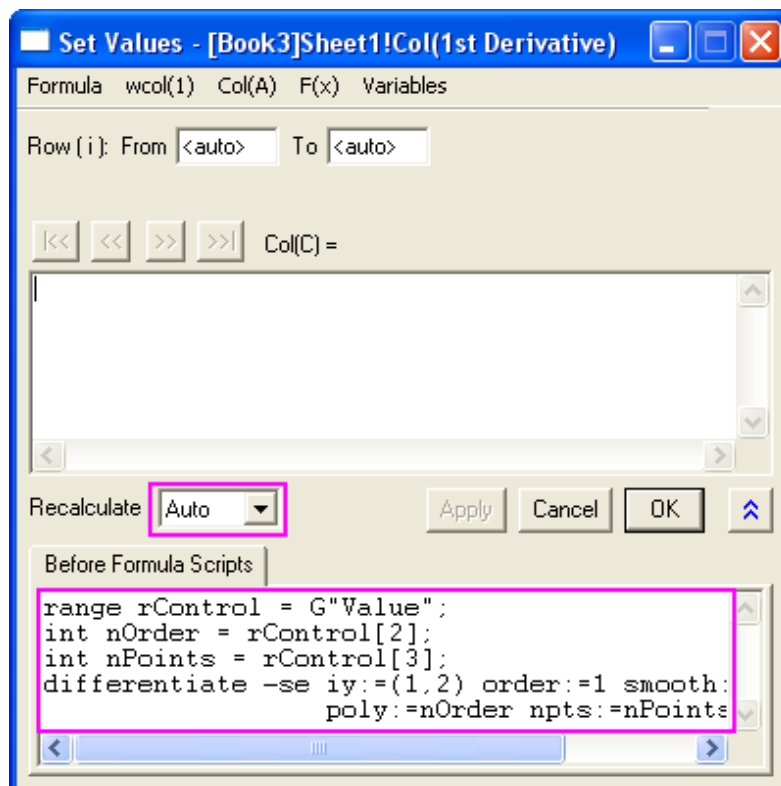 Set Values - [Book3]Sheet1!Col(1st Derivative)
Formula wcol(1) Col(A) F(x) Variables
Row ( i ): From <auto> To <auto>
|<< << >> >>| Col(C) =
Recalculate Auto Apply Cancel OK
Before Formula Scripts
range rControl = G"Value";
int nOrder = rControl[2];
int nPoints = rControl[3];
differentiate -se iy:=(1,2) order:=1 smooth:
poly:=nOrder npts:=nPoints